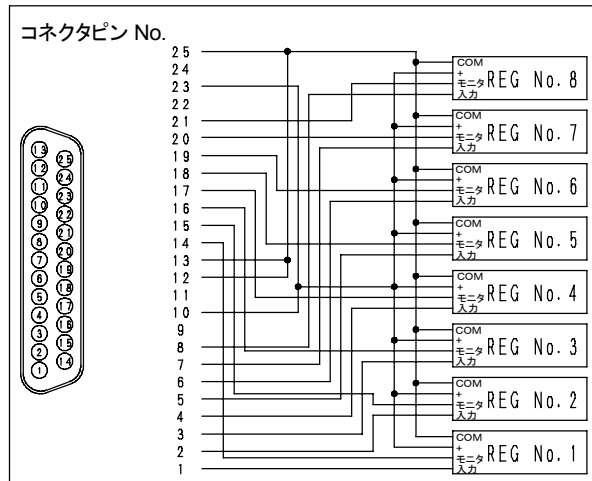 コネクタピン No.
25
24
23
22
21
20
19
18
17
16
15
14
13
12
11
10
9
8
7
6
5
4
3
2
1
13
12
11
10
9
8
7
6
5
4
3
2
1
25
24
23
22
21
20
19
18
17
16
15
14
COM
+
モニタ
入力
REG No.8
COM
+
モニタ
入力
REG No.7
COM
+
モニタ
入力
REG No.6
COM
+
モニタ
入力
REG No.5
COM
+
モニタ
入力
REG No.4
COM
+
モニタ
入力
REG No.3
COM
+
モニタ
入力
REG No.2
COM
+
モニタ
入力
REG No.1